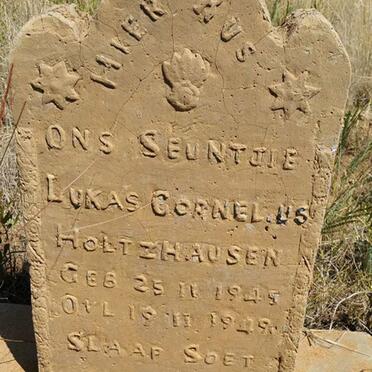 HIER RUS
ONS SEUNTJIE
LUKAS CORNELIUS
HOLTZHAUSEN
GEB 25 11 1945
OVL 19 11 1949.
SLAAP SOET